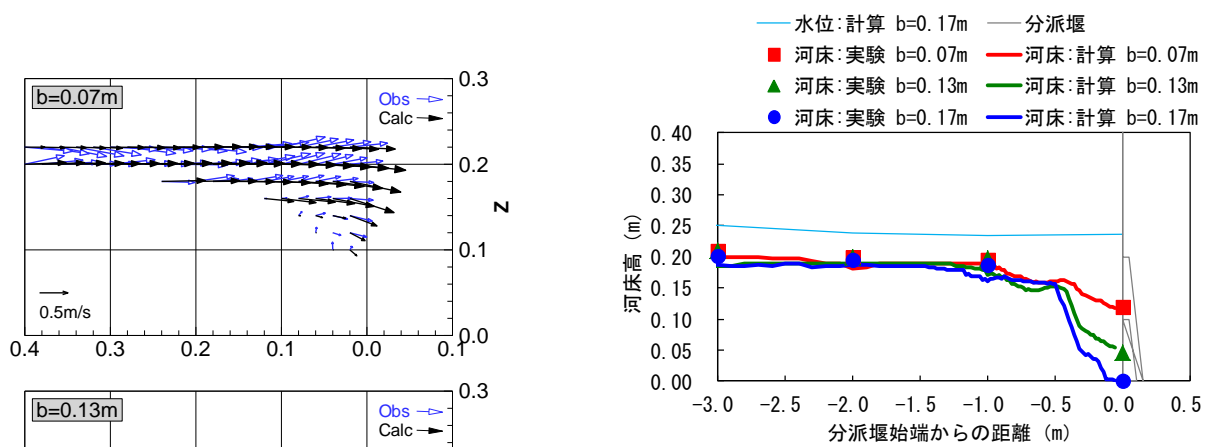 b=0.07m
Obs
Calc
0.5m/s
0.3
0.2
0.1
0.0
Z
0.4 0.3 0.2 0.1 0.0 0.1
b=0.13m
Obs
Calc
0.3
水位:計算 b=0.17m
分派堰
河床:実験 b=0.07m
河床:計算 b=0.07m
河床:実験 b=0.13m
河床:計算 b=0.13m
河床:実験 b=0.17m
河床:計算 b=0.17m
河床高 (m)
0.40
0.35
0.30
0.25
0.20
0.15
0.10
0.05
0.00
-3.0 -2.5 -2.0 -1.5 -1.0 -0.5 0.0 0.5
分派堰始端からの距離 (m)